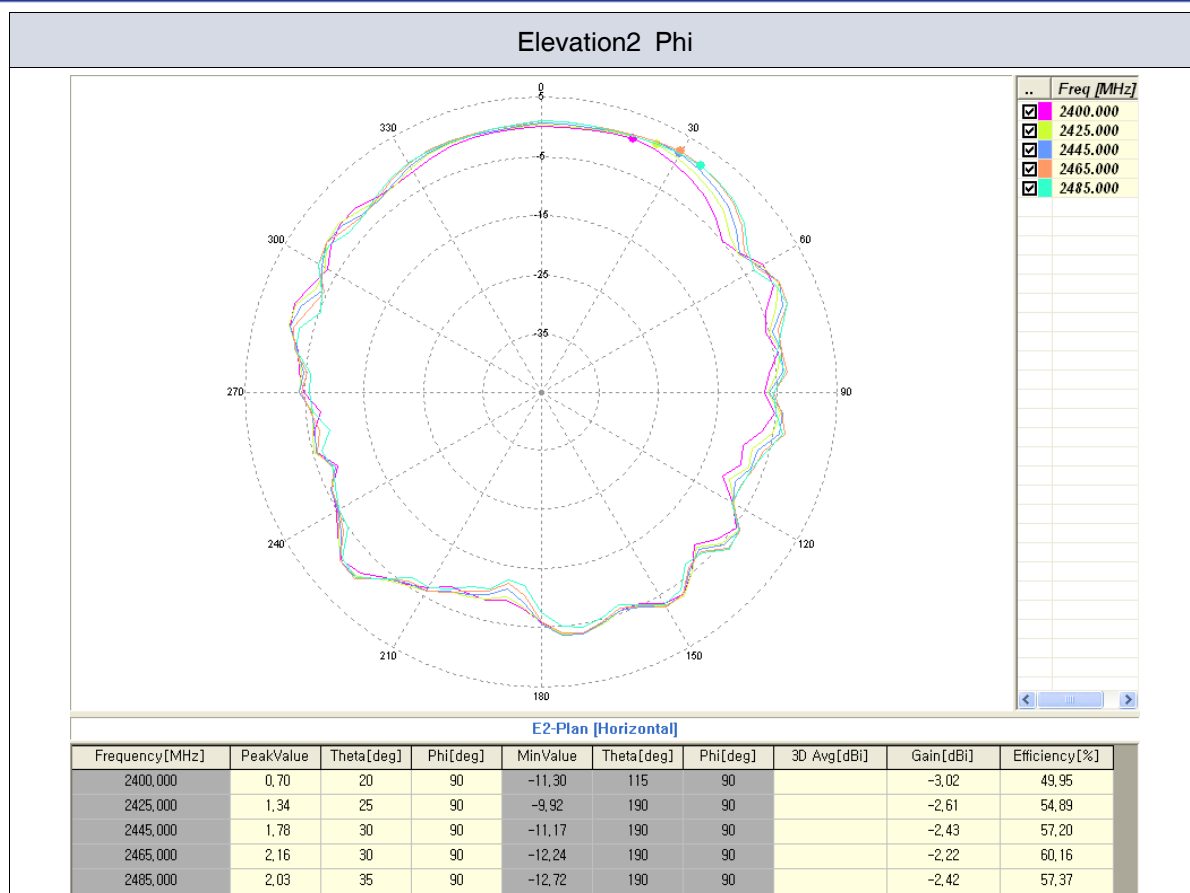 Elevation2 Phi
0
5
-5
-15
-25
-35
30
60
90
120
150
180
210
240
270
300
330
.. Freq [MHz]
2400.000
2425.000
2445.000
2465.000
2485.000
E2-Plan [Horizontal]
Frequency[MHz] PeakValue Theta[deg] Phi[deg] MinValue Theta[deg] Phi[deg] 3D Avg[dBi] Gain[dBi] Efficiency[%]
2400,000 0,70 20 90 -11,30 115 90 -3,02 49,95
2425,000 1,34 25 90 -9,92 190 90 -2,61 54,89
2445,000 1,78 30 90 -11,17 190 90 -2,43 57,20
2465,000 2,16 30 90 -12,24 190 90 -2,22 60,16
2485,000 2,03 35 90 -12,72 190 90 -2,42 57,37